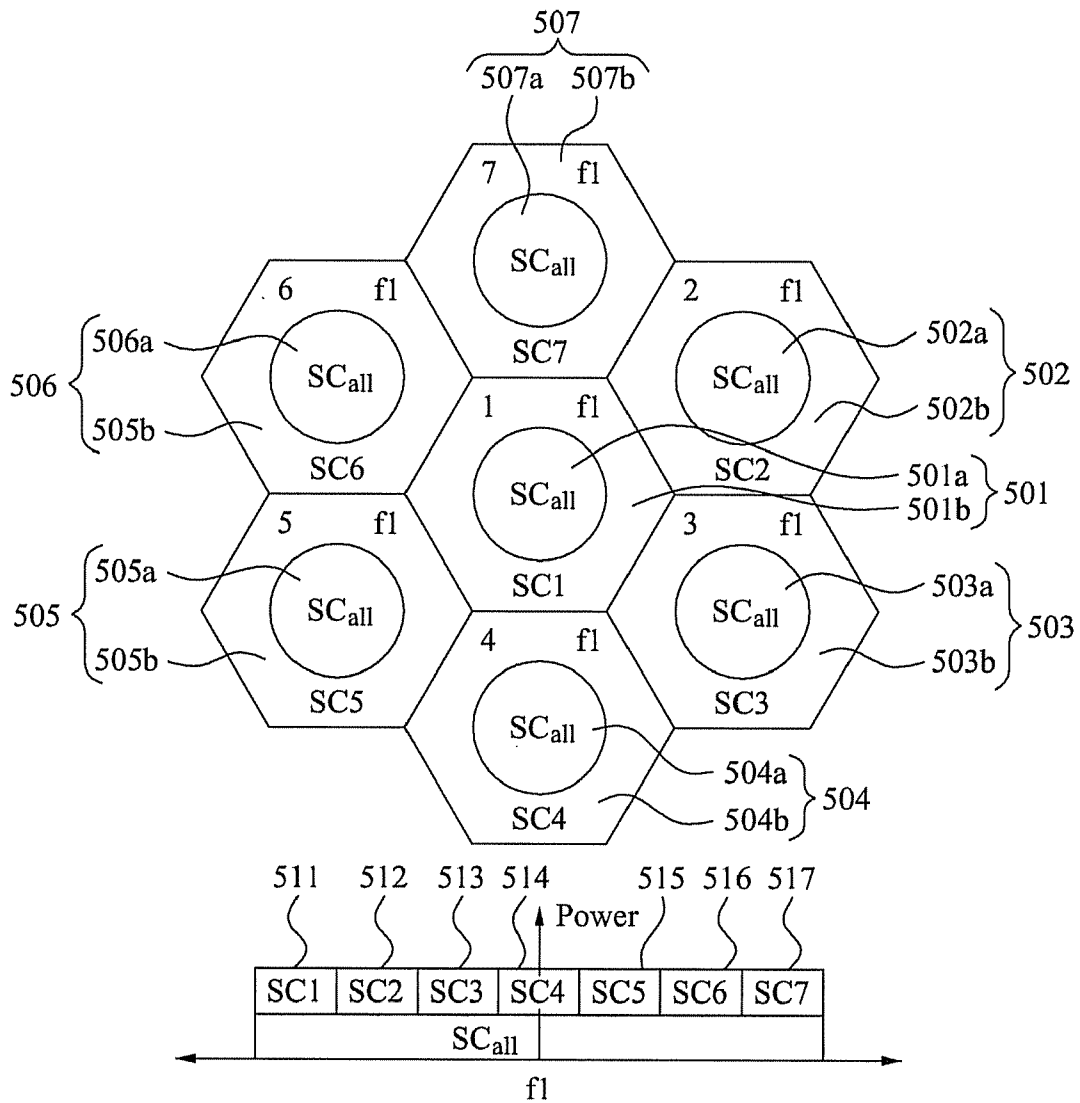 507
507a 507b
7 f1
SCall
SC7
6 f1
SCall
SC6
506a
506
505b
2 f1
SCall
SC2
502a
502
502b
1 f1
SCall
SC1
501a
501
501b
5 f1
SCall
SC5
505a
505
505b
3 f1
SCall
SC3
503a
503
503b
4 f1
SCall
SC4
504a
504
504b
511 512 513 514 515 516 517
Power
SC1 SC2 SC3 SC4 SC5 SC6 SC7
SCall
f1